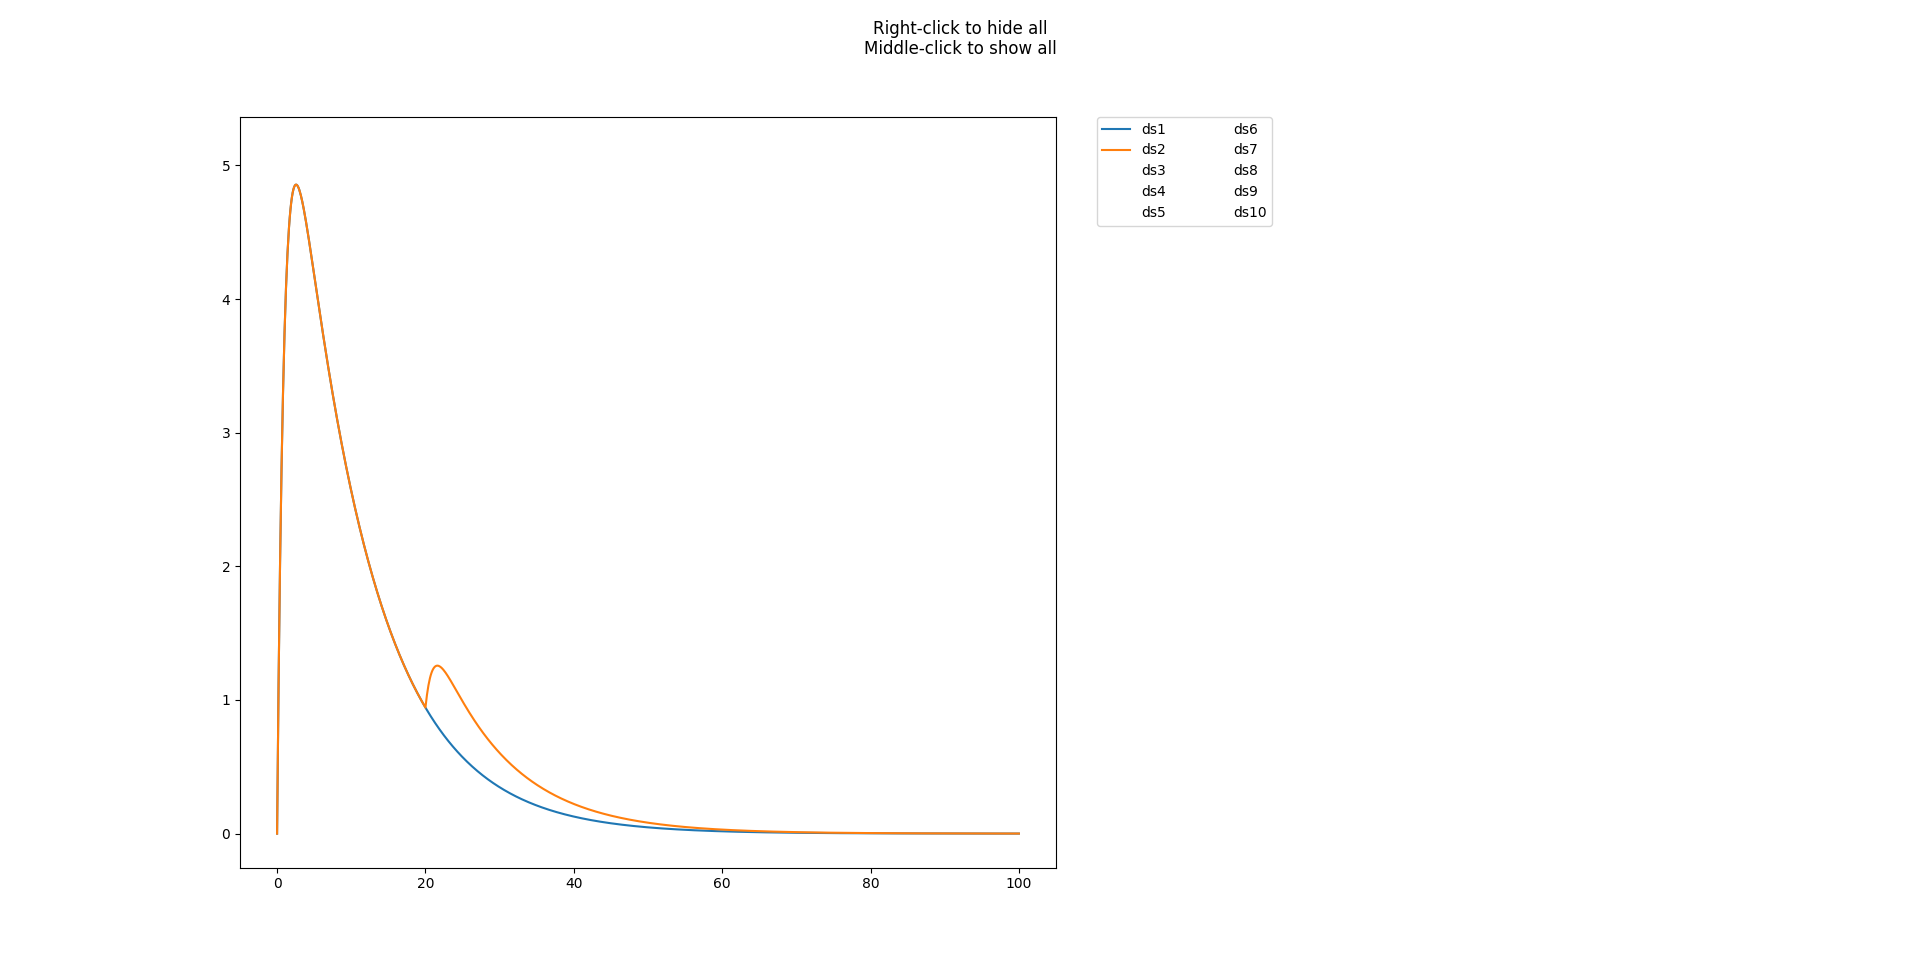 Right-click to hide all
Middle-click to show all
ds1 ds6
ds2 ds7
ds3 ds8
ds4 ds9
ds5 ds10
5
4
3
2
1
0
0 20 40 60 80 100